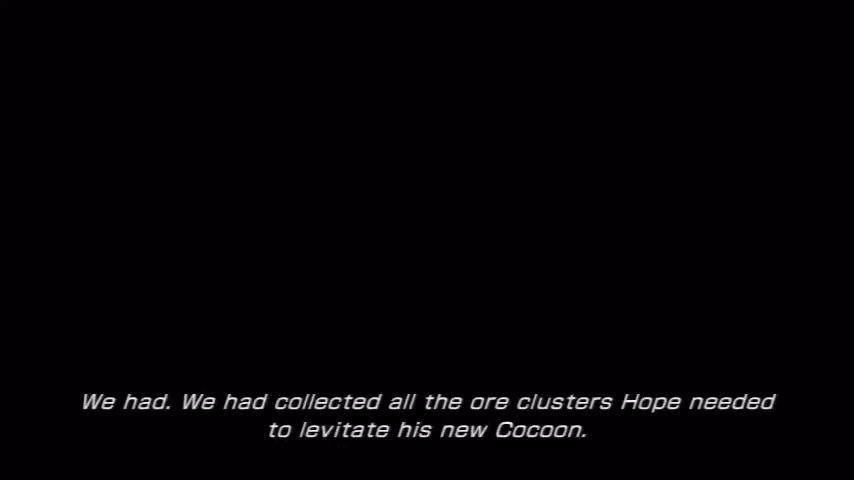 We had. We had collected all the ore clusters Hope needed
to levitate his new Cocoon.